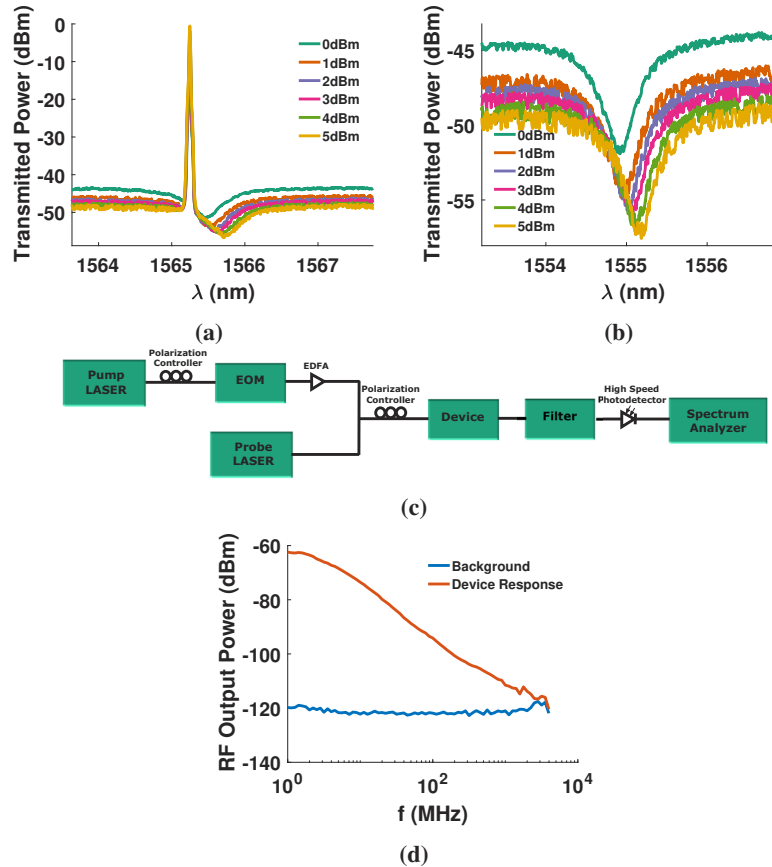 Transmitted Power (dBm)
0
-10
-20
-30
-40
-50
1564
1565
1566
1567
λ (nm)
0dBm
1dBm
2dBm
3dBm
4dBm
5dBm
(a)
Transmitted Power (dBm)
-45
-50
-55
1554
1555
1556
λ (nm)
0dBm
1dBm
2dBm
3dBm
4dBm
5dBm
(b)
Pump
LASER
Polarization
Controller
EOM
EDFA
Probe
LASER
Polarization
Controller
Device
Filter
High Speed
Photodetector
Spectrum
Analyzer
(c)
RF Output Power (dBm)
-60
-80
-100
-120
-140
10^0
10^2
10^4
f (MHz)
Background
Device Response
(d)